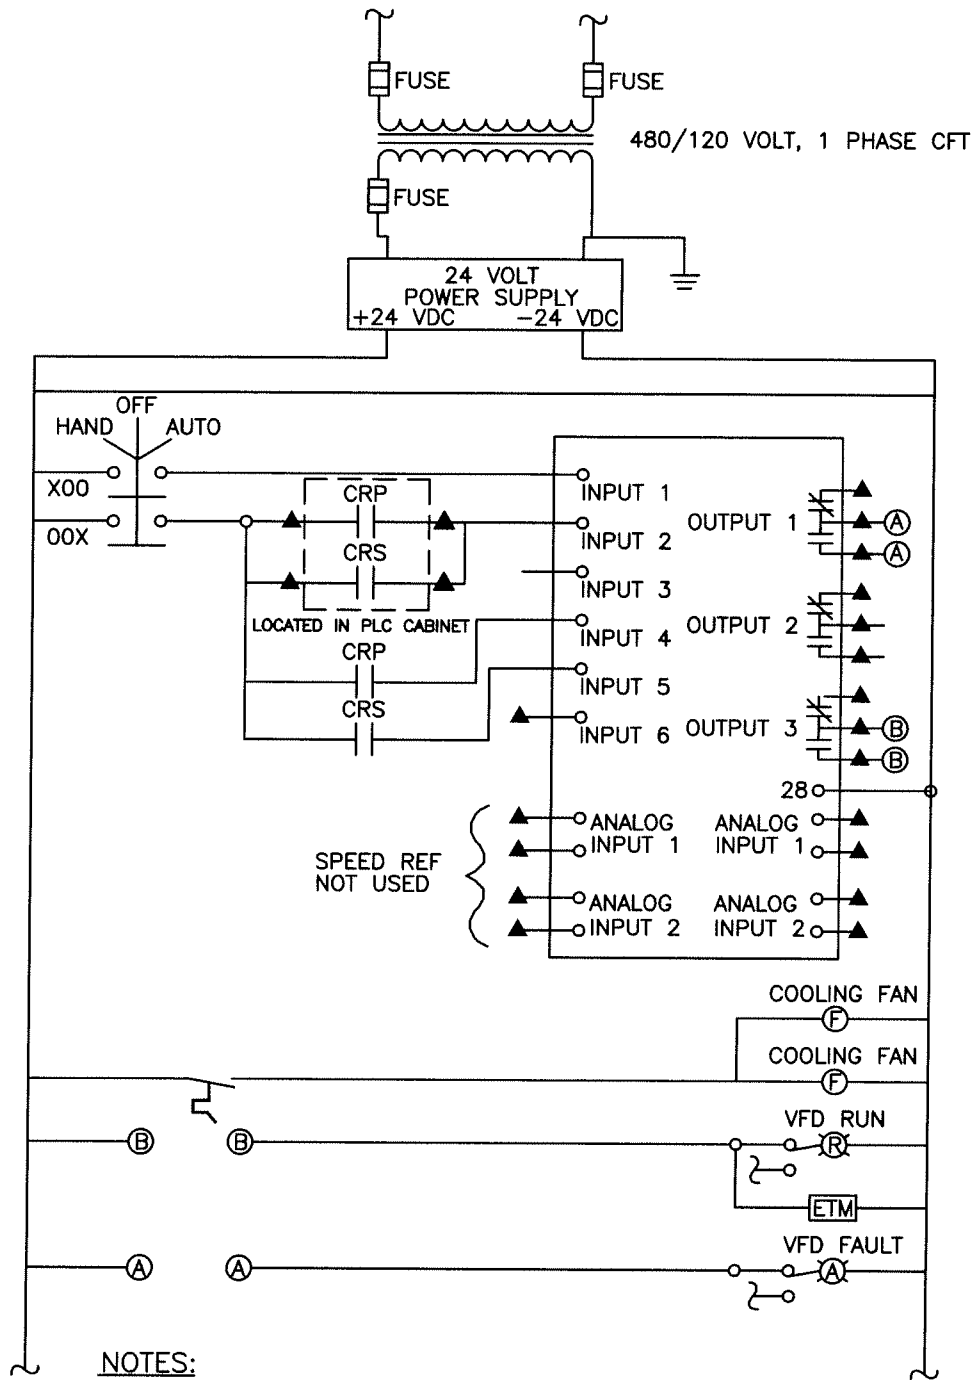 FUSE
FUSE
480/120 VOLT, 1 PHASE CFT
FUSE
24 VOLT
POWER SUPPLY
+24 VDC
-24 VDC
OFF
HAND
AUTO
X00
00X
CRP
CRS
LOCATED IN PLC CABINET
CRP
CRS
INPUT 1
INPUT 2
INPUT 3
INPUT 4
INPUT 5
INPUT 6
OUTPUT 1
A
A
OUTPUT 2
OUTPUT 3
B
B
28
SPEED REF
NOT USED
ANALOG
INPUT 1
ANALOG
INPUT 1
ANALOG
INPUT 2
ANALOG
INPUT 2
COOLING FAN
F
COOLING FAN
F
VFD RUN
B
B
R
ETM
VFD FAULT
A
A
A
NOTES: